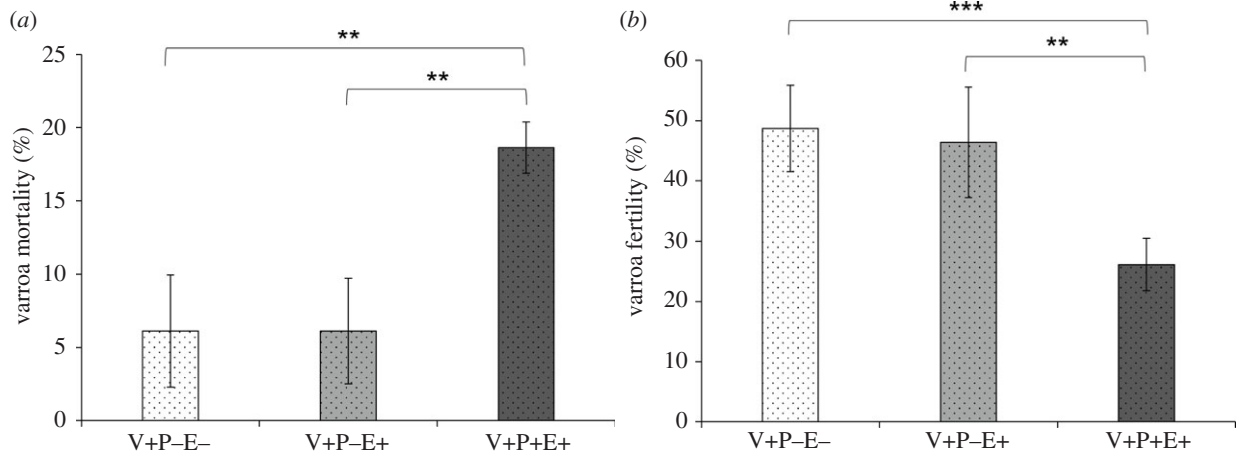 (a)
**
**
25
20
15
10
5
0
varroa mortality (%)
V+P–E– V+P–E+ V+P+E+
(b)
***
**
60
50
40
30
20
10
0
varroa fertility (%)
V+P–E– V+P–E+ V+P+E+